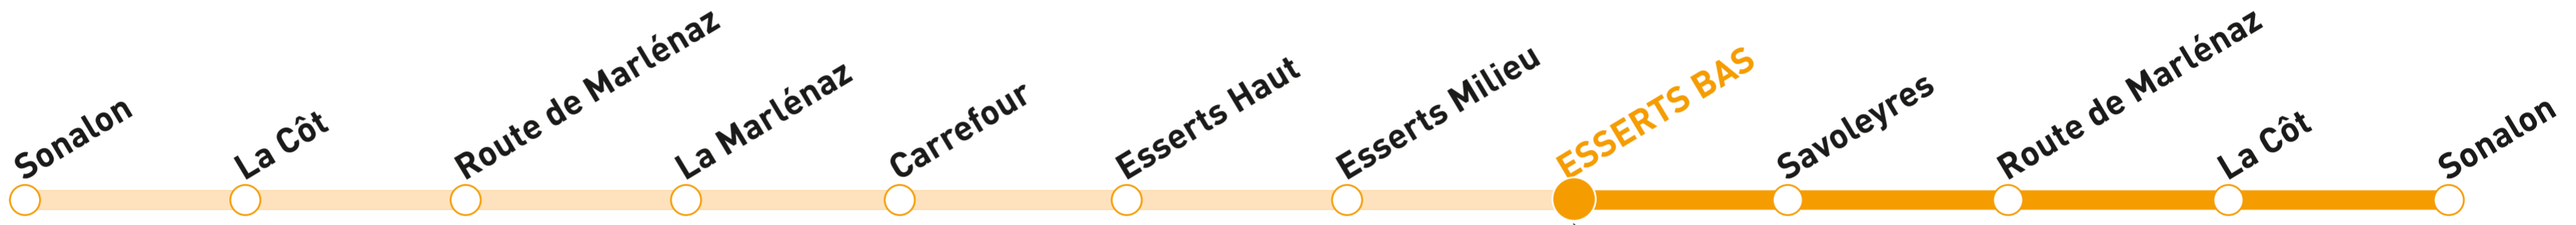 Sonalon
La Côt
Route de Marlénaz
La Marlénaz
Carrefour
Esserts Haut
Esserts Milieu
ESSERTS BAS
Savoleyres
Route de Marlénaz
La Côt
Sonalon